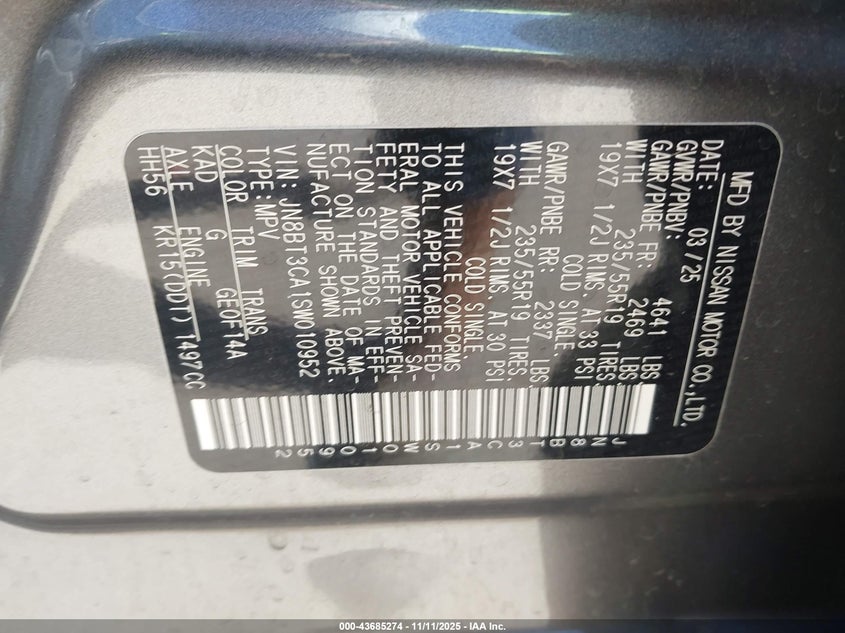 MFD BY NISSAN MOTOR CO.,LTD.
DATE: 03/25
GVWR/PNBV: 4641 LBS.
GAWR/PNBE FR: 2469 LBS.
WITH 235/55R19 TIRES.
19X7 1/2J RIMS. AT 33 PSI
COLD SINGLE.
GAWR/PNBE RR: 2337 LBS.
WITH 235/55R19 TIRES.
19X7 1/2J RIMS. AT 30 PSI
COLD SINGLE.
THIS VEHICLE CONFORMS
TO ALL APPLICABLE FED-
ERAL MOTOR VEHICLE SA-
FETY AND THEFT PREVEN-
TION STANDARDS IN EFF-
ECT ON THE DATE OF MA-
NUFACTURE SHOWN ABOVE.
VIN: JN8BT3CA1SW010952
TYPE:MPV
COLOR TRIM TRANS
KAD G GE0F14A
AXLE ENGINE
HH56 KR15(DDT) 1497CC
JN8BT3CA1SW010952
000-43685274 - 11/11/2025 - IAA Inc.